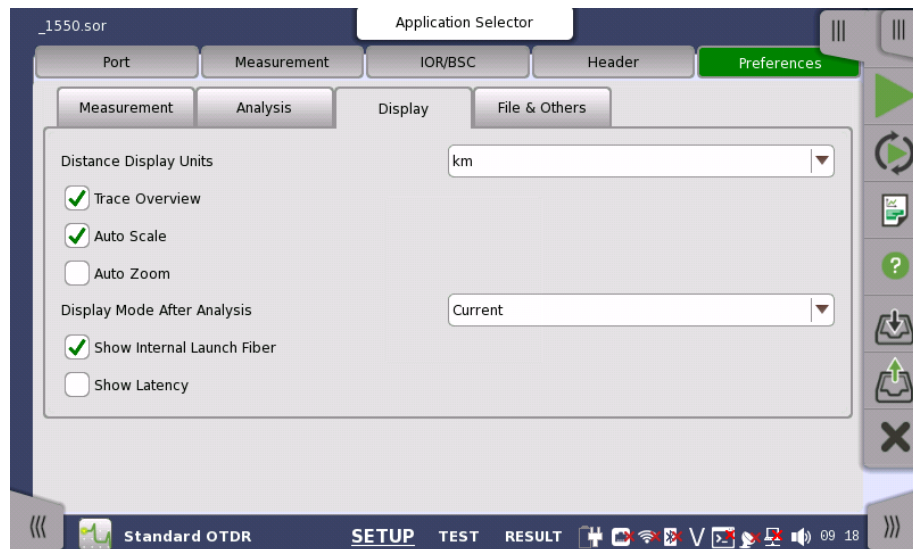 _1550.sor
Application Selector
Port Measurement IOR/BSC Header Preferences
Measurement Analysis Display File & Others
Distance Display Units km
Trace Overview
Auto Scale
Auto Zoom
Display Mode After Analysis Current
Show Internal Launch Fiber
Show Latency
Standard OTDR SETUP TEST RESULT V 09 18